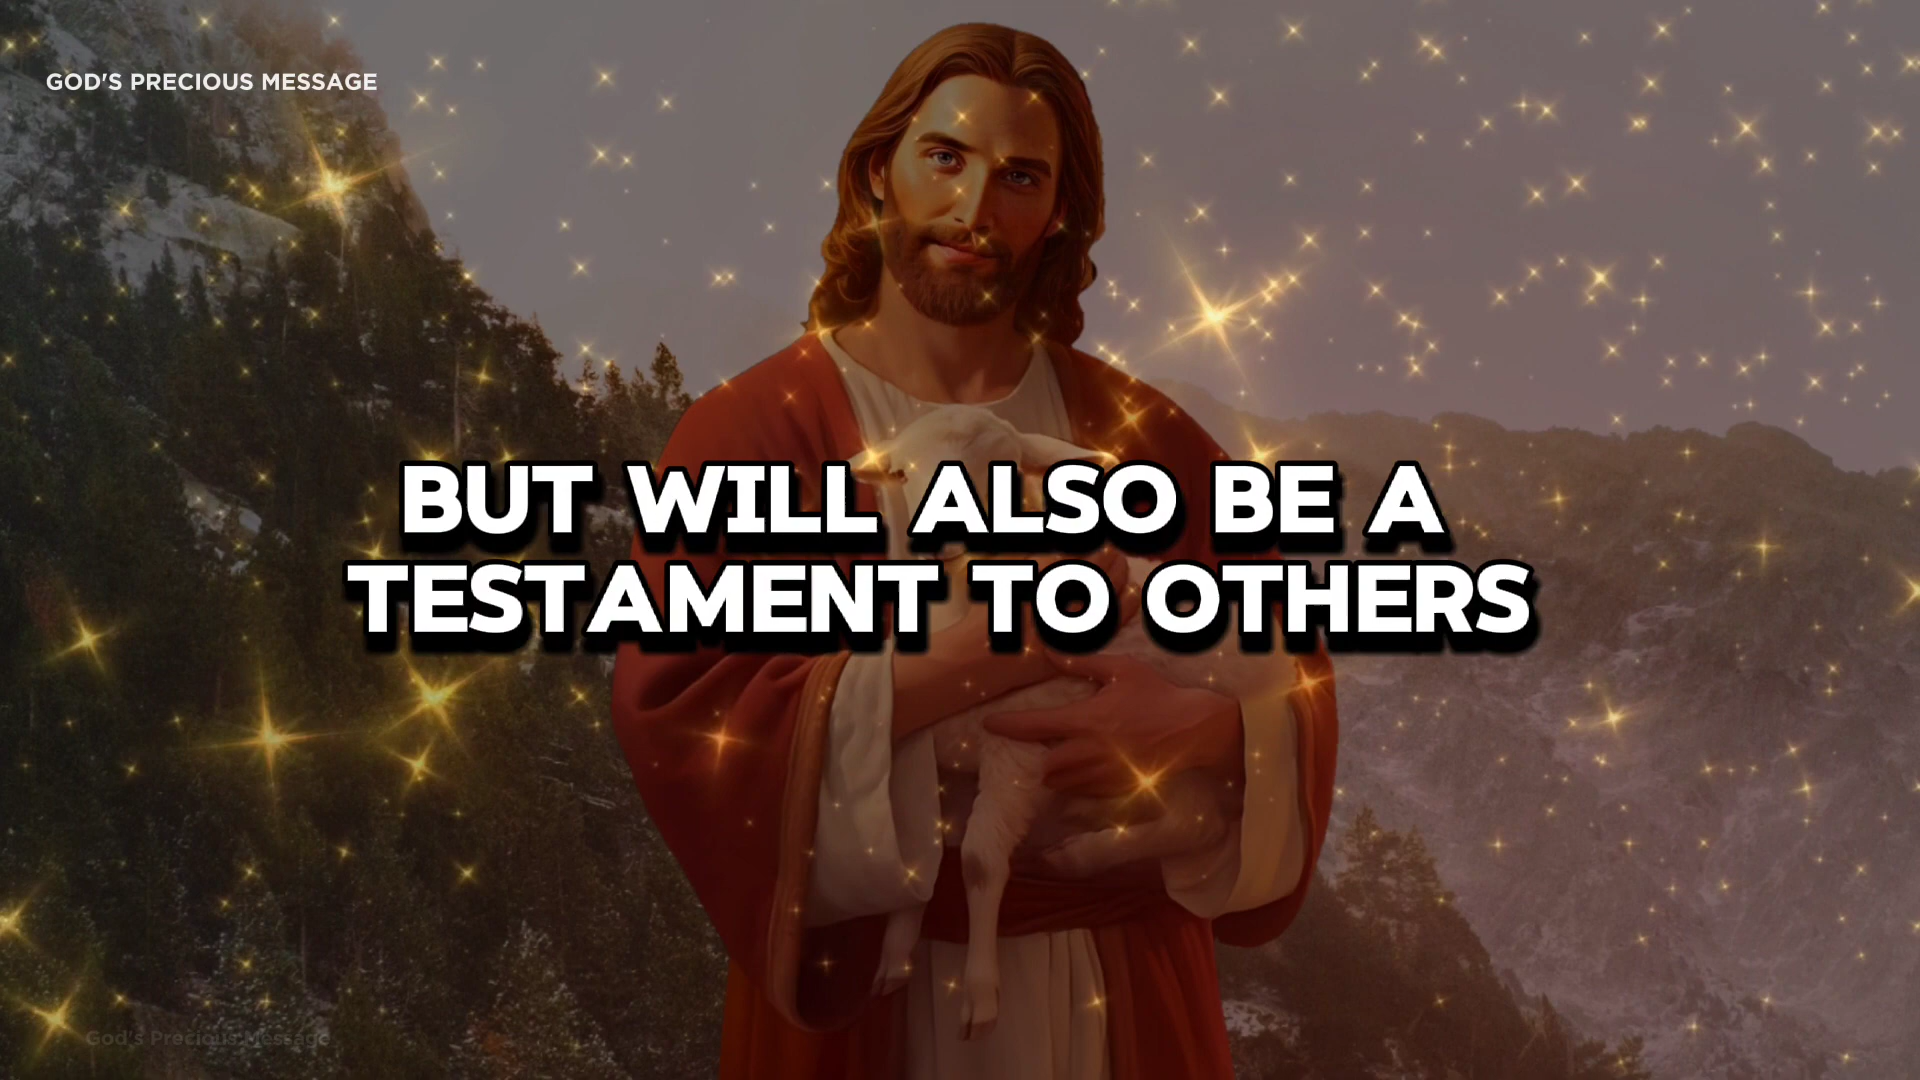 GOD'S PRECIOUS MESSAGE
BUT WILL ALSO BE A
TESTAMENT TO OTHERS
God's Precious Message